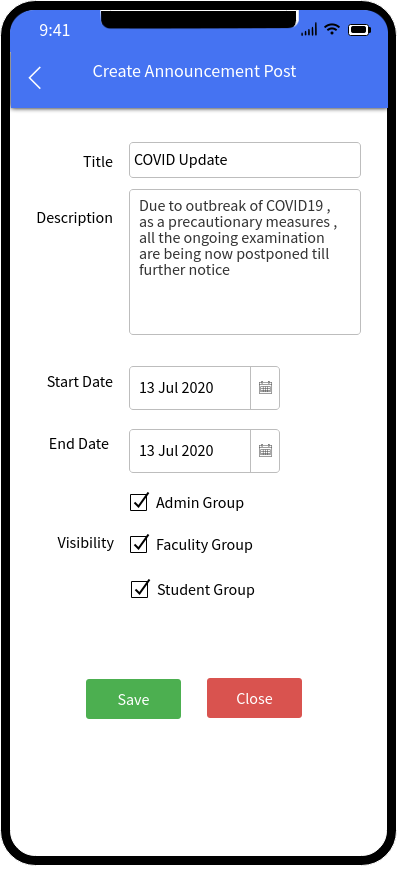 9:41
Create Announcement Post
Title
COVID Update
Description
Due to outbreak of COVID19 ,
as a precautionary measures ,
all the ongoing examination
are being now postponed till
further notice
Start Date
13 Jul 2020
End Date
13 Jul 2020
Admin Group
Visibility
Faculity Group
Student Group
Save
Close